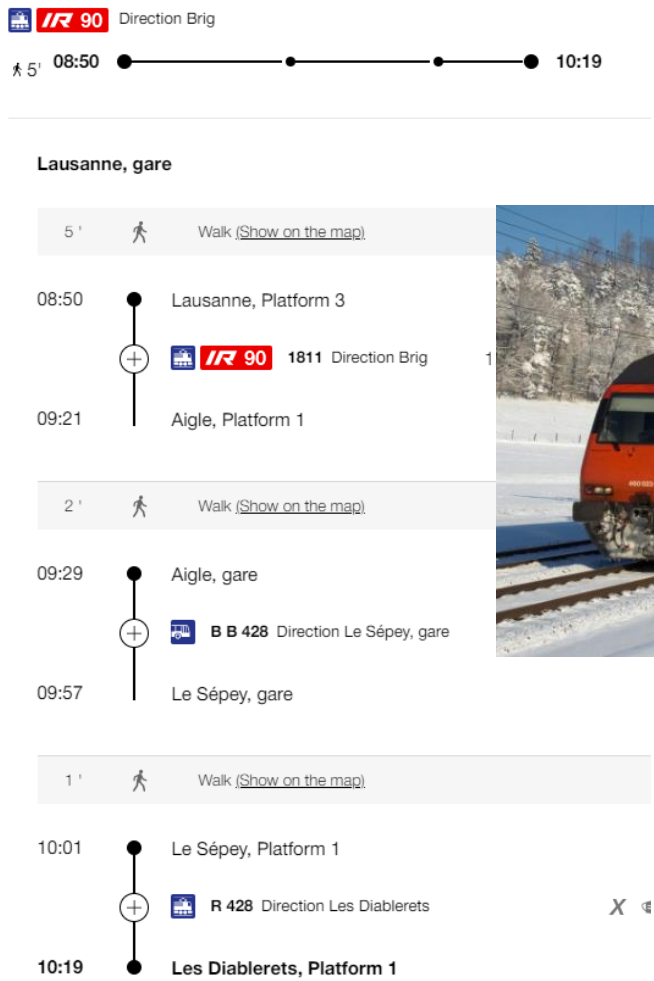 IR 90 Direction Brig
5' 08:50 10:19
Lausanne, gare
5 ' Walk (Show on the map)
08:50 Lausanne, Platform 3
IR 90 1811 Direction Brig 1
09:21 Aigle, Platform 1
2 ' Walk (Show on the map)
09:29 Aigle, gare
B B 428 Direction Le Sépey, gare
09:57 Le Sépey, gare
1 ' Walk (Show on the map)
10:01 Le Sépey, Platform 1
R 428 Direction Les Diablerets X
10:19 Les Diablerets, Platform 1